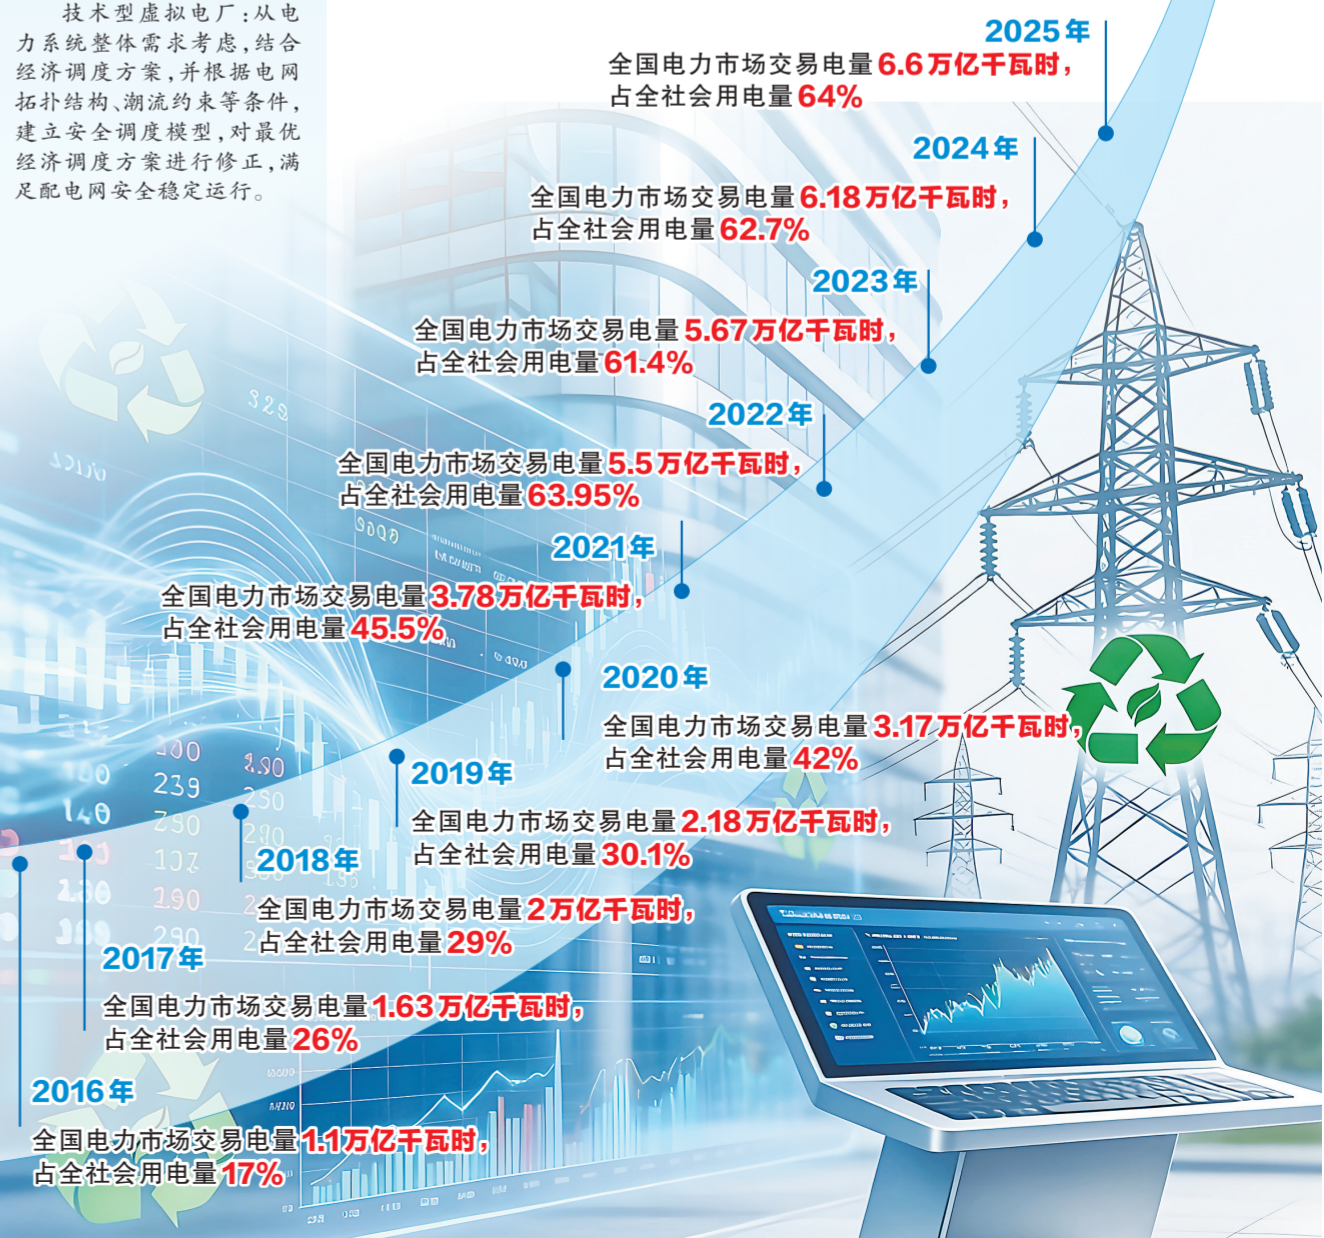 技术型虚拟电厂：从电
力系统整体需求考虑，结合
经济调度方案，并根据电网
拓扑结构、潮流约束等条件，
建立安全调度模型，对最优
经济调度方案进行修正，满
足配电网安全稳定运行。
2025年
全国电力市场交易电量6.6万亿千瓦时，
占全社会用电量64%
2024年
全国电力市场交易电量6.18万亿千瓦时，
占全社会用电量62.7%
2023年
全国电力市场交易电量5.67万亿千瓦时，
占全社会用电量61.4%
2022年
全国电力市场交易电量5.5万亿千瓦时，
占全社会用电量63.95%
2021年
全国电力市场交易电量3.78万亿千瓦时，
占全社会用电量45.5%
2020年
全国电力市场交易电量3.17万亿千瓦时，
占全社会用电量42%
2019年
全国电力市场交易电量2.18万亿千瓦时，
占全社会用电量30.1%
2018年
全国电力市场交易电量2万亿千瓦时，
占全社会用电量29%
2017年
全国电力市场交易电量1.63万亿千瓦时，
占全社会用电量26%
2016年
全国电力市场交易电量1.1万亿千瓦时，
占全社会用电量17%